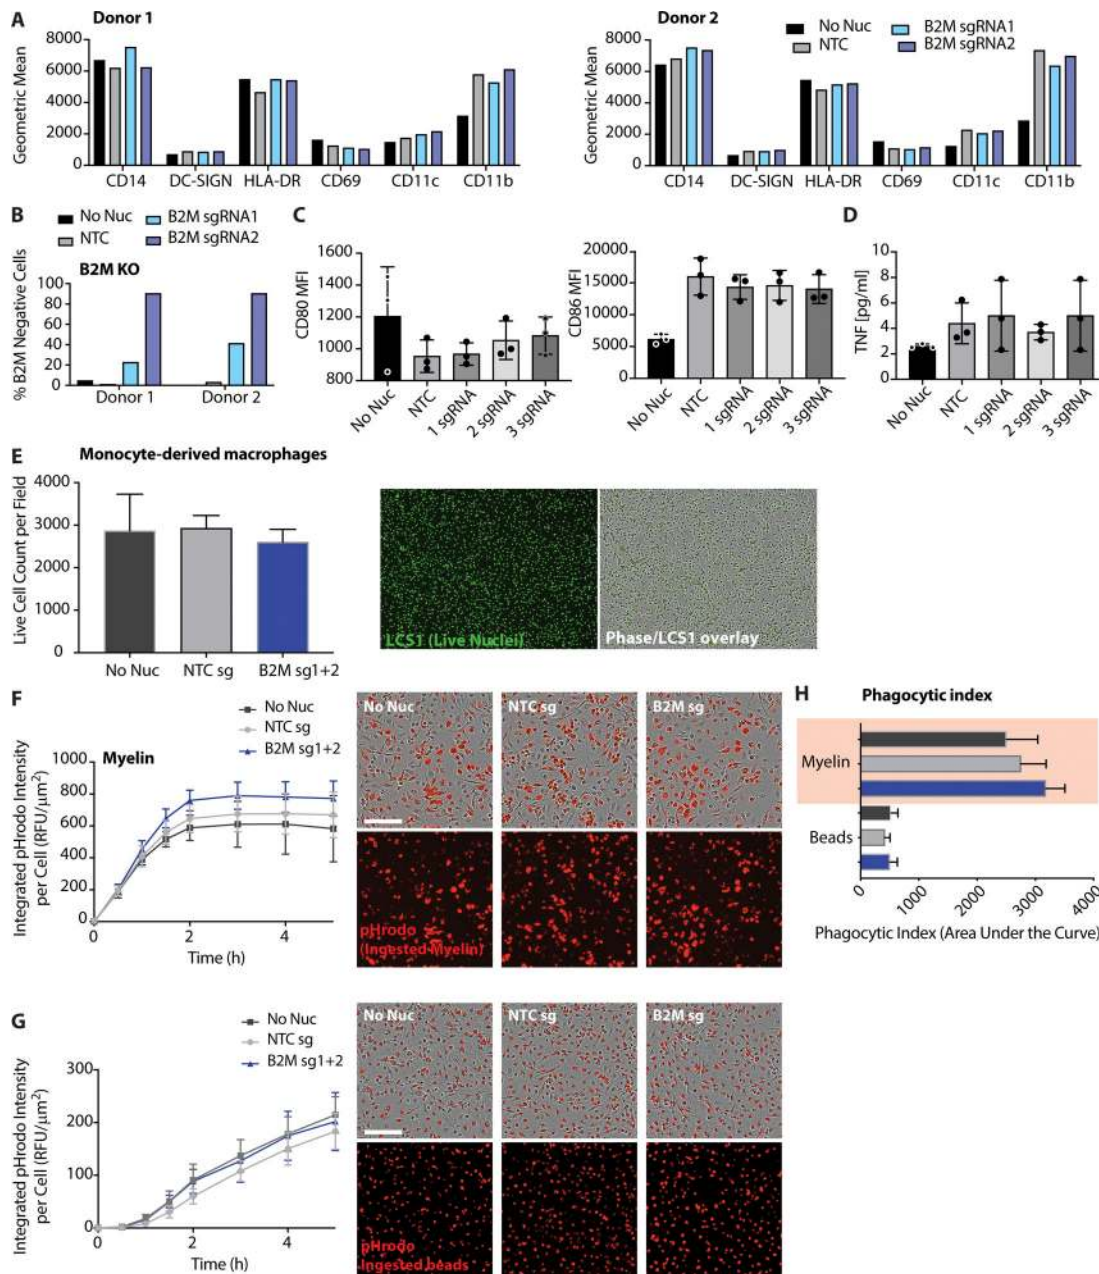 A
Donor 1
Geometric Mean
8000
6000
4000
2000
0
CD14
DC-SIGN
HLA-DR
CD69
CD11c
CD11b
Donor 2
No Nuc
NTC
B2M sgRNA1
B2M sgRNA2
Geometric Mean
8000
6000
4000
2000
0
CD14
DC-SIGN
HLA-DR
CD69
CD11c
CD11b
B
No Nuc
NTC
B2M sgRNA1
B2M sgRNA2
B2M KO
% B2M Negative Cells
100
80
60
40
20
0
Donor 1
Donor 2
C
CD80 MFI
1600
1400
1200
1000
800
No Nuc
NTC
1 sgRNA
2 sgRNA
3 sgRNA
CD86 MFI
20000
15000
10000
5000
0
No Nuc
NTC
1 sgRNA
2 sgRNA
3 sgRNA
D
TNF [pg/ml]
10
8
6
4
2
0
No Nuc
NTC
1 sgRNA
2 sgRNA
3 sgRNA
E
Monocyte-derived macrophages
Live Cell Count per Field
4000
3000
2000
1000
0
No Nuc
NTC sg
B2M sg1+2
LCS1 (Live Nuclei)
Phase/LCS1 overlay
F
No Nuc
NTC sg
B2M sg1+2
Myelin
Integrated pHrodo Intensity
per Cell (RFU/μm2)
1000
800
600
400
200
0
0
2
4
Time (h)
No Nuc
NTC sg
B2M sg
pHrodo
(Ingested Myelin)
H
Phagocytic index
Myelin
Beads
0
1000
2000
3000
4000
Phagocytic Index (Area Under the Curve)
G
No Nuc
NTC sg
B2M sg1+2
Integrated pHrodo Intensity
per Cell (RFU/μm2)
300
200
100
0
0
2
4
Time (h)
No Nuc
NTC sg
B2M sg
pHrodo
Ingested beads